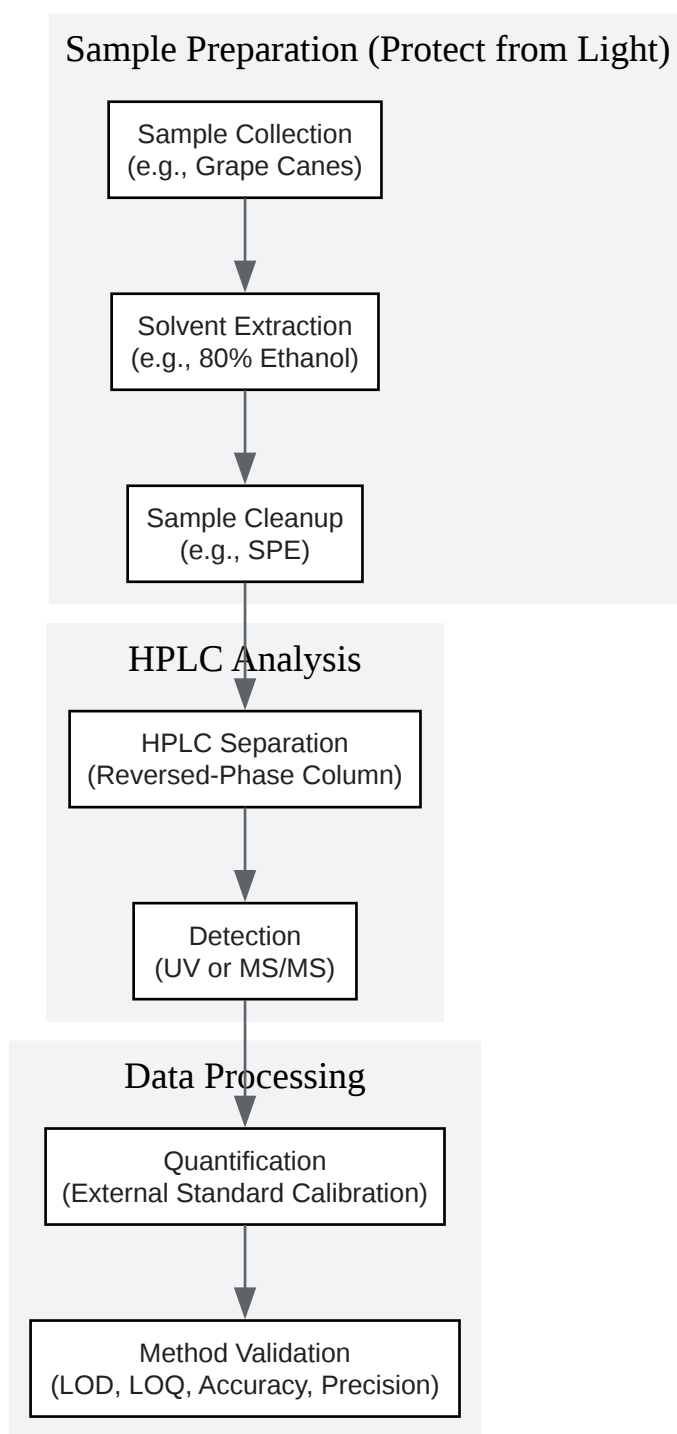 Sample Preparation (Protect from Light)
Sample Collection
(e.g., Grape Canes)
Solvent Extraction
(e.g., 80% Ethanol)
Sample Cleanup
(e.g., SPE)
HPLC Analysis
HPLC Separation
(Reversed-Phase Column)
Detection
(UV or MS/MS)
Data Processing
Quantification
(External Standard Calibration)
Method Validation
(LOD, LOQ, Accuracy, Precision)